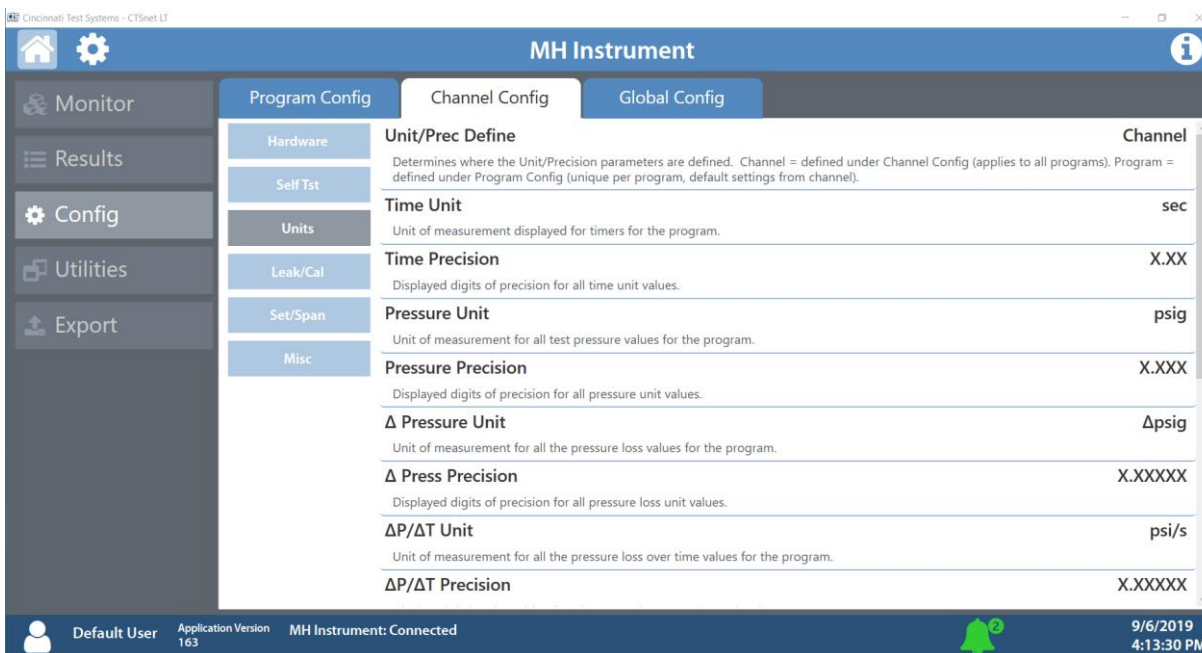 Cincinnati Test Systems - CTSnet LT
MH Instrument
Monitor
Results
Config
Utilities
Export
Program Config
Channel Config
Global Config
Hardware
Self Tst
Units
Leak/Cal
Set/Span
Misc
Unit/Prec Define
Channel
Determines where the Unit/Precision parameters are defined. Channel = defined under Channel Config (applies to all programs). Program =
defined under Program Config (unique per program, default settings from channel).
Time Unit
sec
Unit of measurement displayed for timers for the program.
Time Precision
X.XX
Displayed digits of precision for all time unit values.
Pressure Unit
psig
Unit of measurement for all test pressure values for the program.
Pressure Precision
X.XXX
Displayed digits of precision for all pressure unit values.
Δ Pressure Unit
Δpsig
Unit of measurement for all the pressure loss values for the program.
Δ Press Precision
X.XXXXX
Displayed digits of precision for all pressure loss unit values.
ΔP/ΔT Unit
psi/s
Unit of measurement for all the pressure loss over time values for the program.
ΔP/ΔT Precision
X.XXXXX
Default User
Application Version
163
MH Instrument: Connected
2
9/6/2019
4:13:30 PM